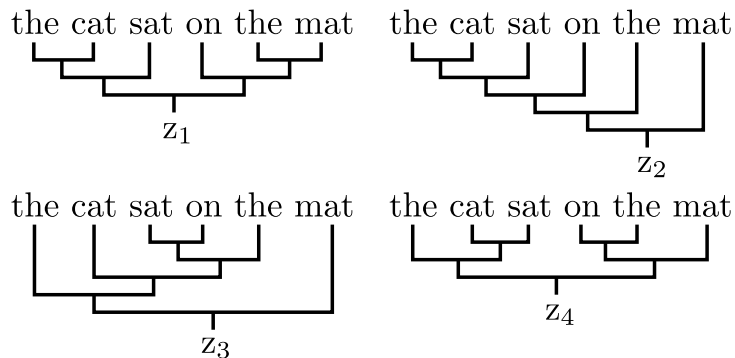 the cat sat on the mat the cat sat on the mat
z1
z2
the cat sat on the mat the cat sat on the mat
z3
z4